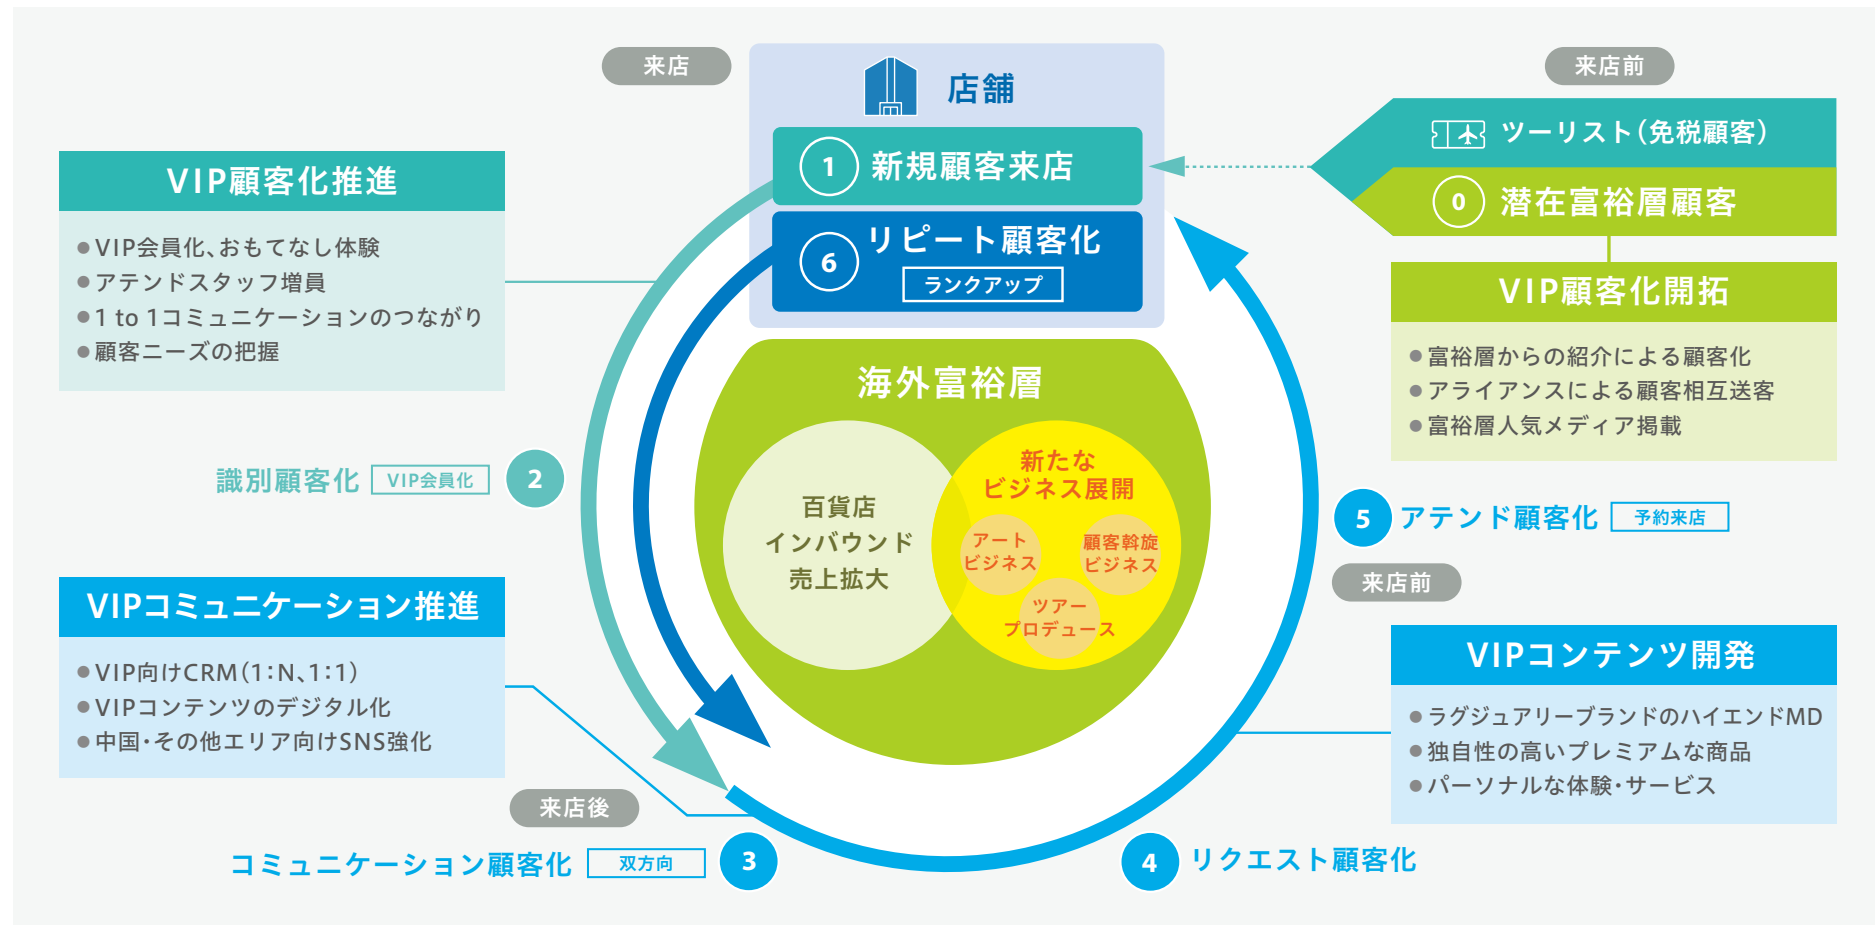 来店
店舗
1 新規顧客来店
6 リピート顧客化
ランクアップ
来店前
ツーリスト(免税顧客)
0 潜在富裕層顧客
VIP顧客化開拓
●富裕層からの紹介による顧客化
●アライアンスによる顧客相互送客
●富裕層人気メディア掲載
VIP顧客化推進
●VIP会員化、おもてなし体験
●アテンドスタッフ増員
●1 to 1コミュニケーションのつながり
●顧客ニーズの把握
識別顧客化 VIP会員化 2
海外富裕層
百貨店
インバウンド
売上拡大
新たな
ビジネス展開
アート
ビジネス
顧客斡旋
ビジネス
ツアー
プロデュース
5 アテンド顧客化 予約来店
来店前
VIPコミュニケーション推進
●VIP向けCRM(1:N、1:1)
●VIPコンテンツのデジタル化
●中国・その他エリア向けSNS強化
VIPコンテンツ開発
●ラグジュアリーブランドのハイエンドMD
●独自性の高いプレミアムな商品
●パーソナルな体験・サービス
来店後
コミュニケーション顧客化 双方向 3
4 リクエスト顧客化